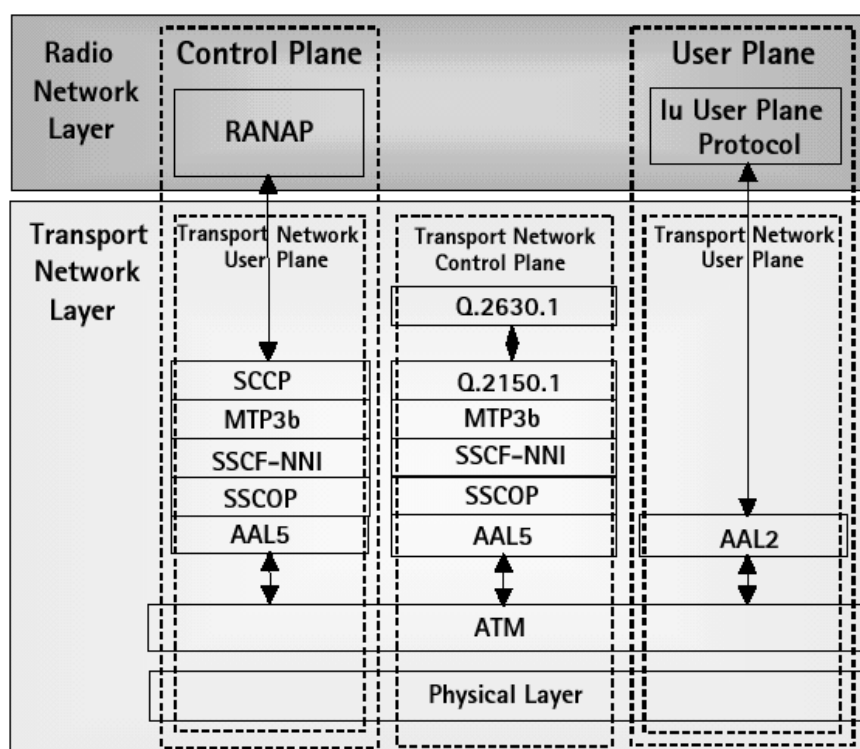 Radio
Network
Layer
Control Plane
RANAP
User Plane
Iu User Plane
Protocol
Transport
Network
Layer
Transport Network
User Plane
SCCP
MTP3b
SSCF-NNI
SSCOP
AAL5
Transport Network
Control Plane
Q.2630.1
Q.2150.1
MTP3b
SSCF-NNI
SSCOP
AAL5
Transport Network
User Plane
AAL2
ATM
Physical Layer